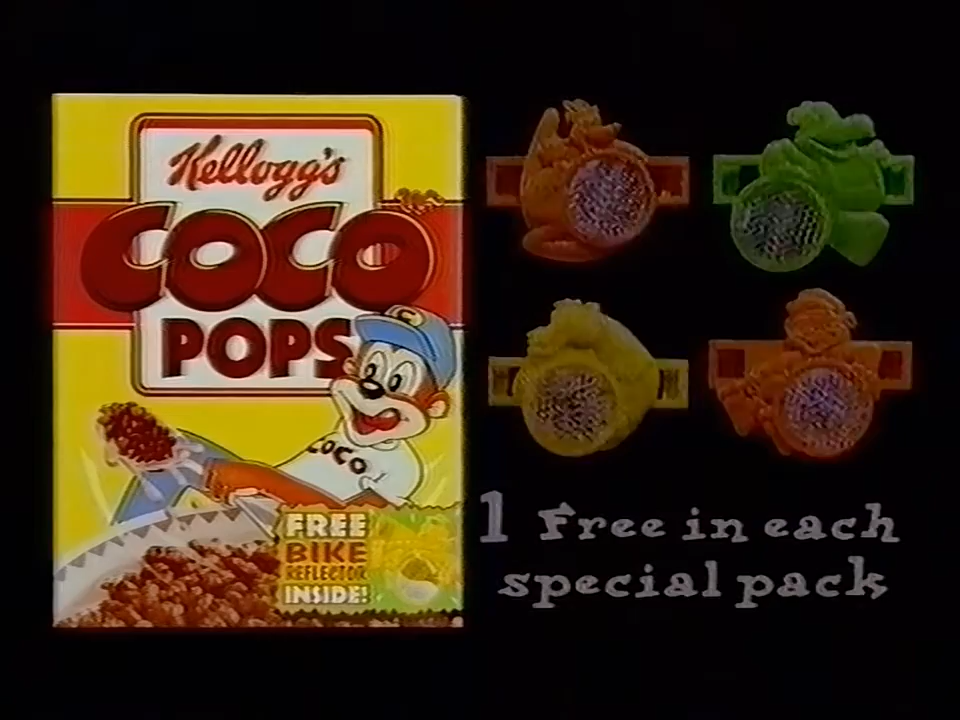 Kellogg's
COCO
POPS
C
COCO
FREE
BIKE
REFLECTOR
INSIDE!
1 Free in each
special pack